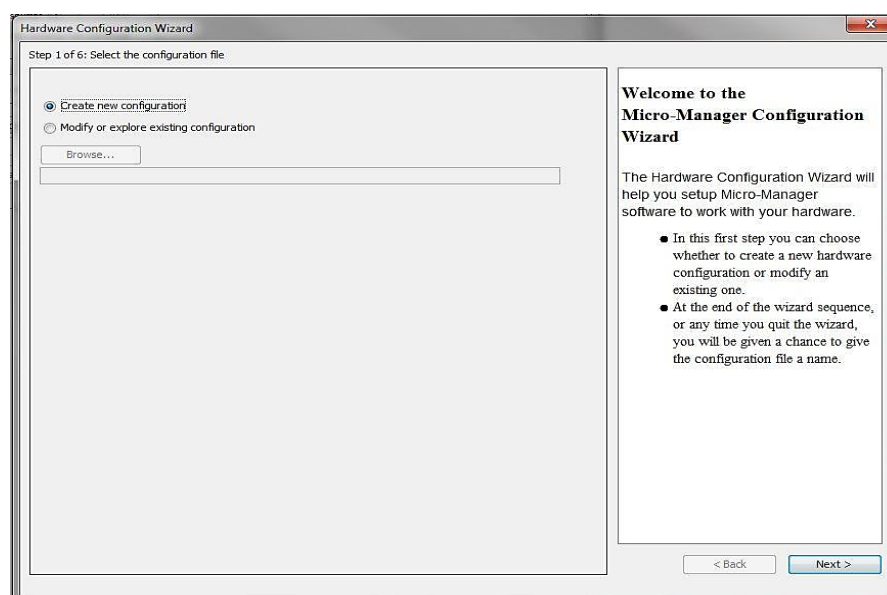 Hardware Configuration Wizard
Step 1 of 6: Select the configuration file
Create new configuration
Modify or explore existing configuration
Browse...
Welcome to the
Micro-Manager Configuration
Wizard
The Hardware Configuration Wizard will
help you setup Micro-Manager
software to work with your hardware.
In this first step you can choose
whether to create a new hardware
configuration or modify an
existing one.
At the end of the wizard sequence,
or any time you quit the wizard,
you will be given a chance to give
the configuration file a name.
< Back
Next >